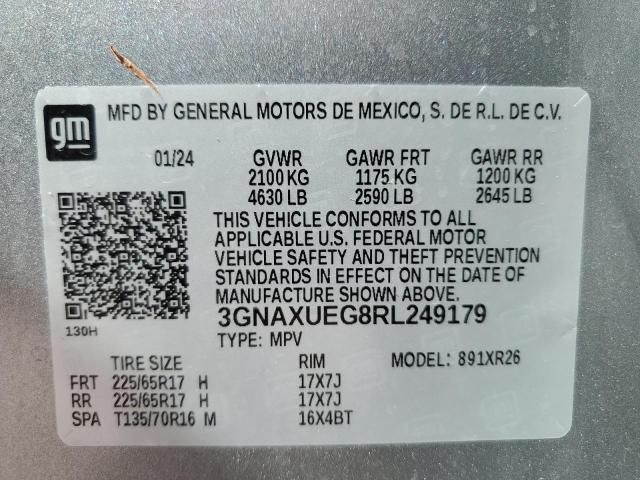 gm
MFD BY GENERAL MOTORS DE MEXICO, S. DE R.L. DE C.V.
01/24 GVWR GAWR FRT GAWR RR
2100 KG 1175 KG 1200 KG
4630 LB 2590 LB 2645 LB
THIS VEHICLE CONFORMS TO ALL
APPLICABLE U.S. FEDERAL MOTOR
VEHICLE SAFETY AND THEFT PREVENTION
STANDARDS IN EFFECT ON THE DATE OF
MANUFACTURE SHOWN ABOVE.
130H
3GNAXUEG8RL249179
TYPE: MPV
TIRE SIZE RIM MODEL: 891XR26
FRT 225/65R17 H 17X7J
RR 225/65R17 H 17X7J
SPA T135/70R16 M 16X4BT